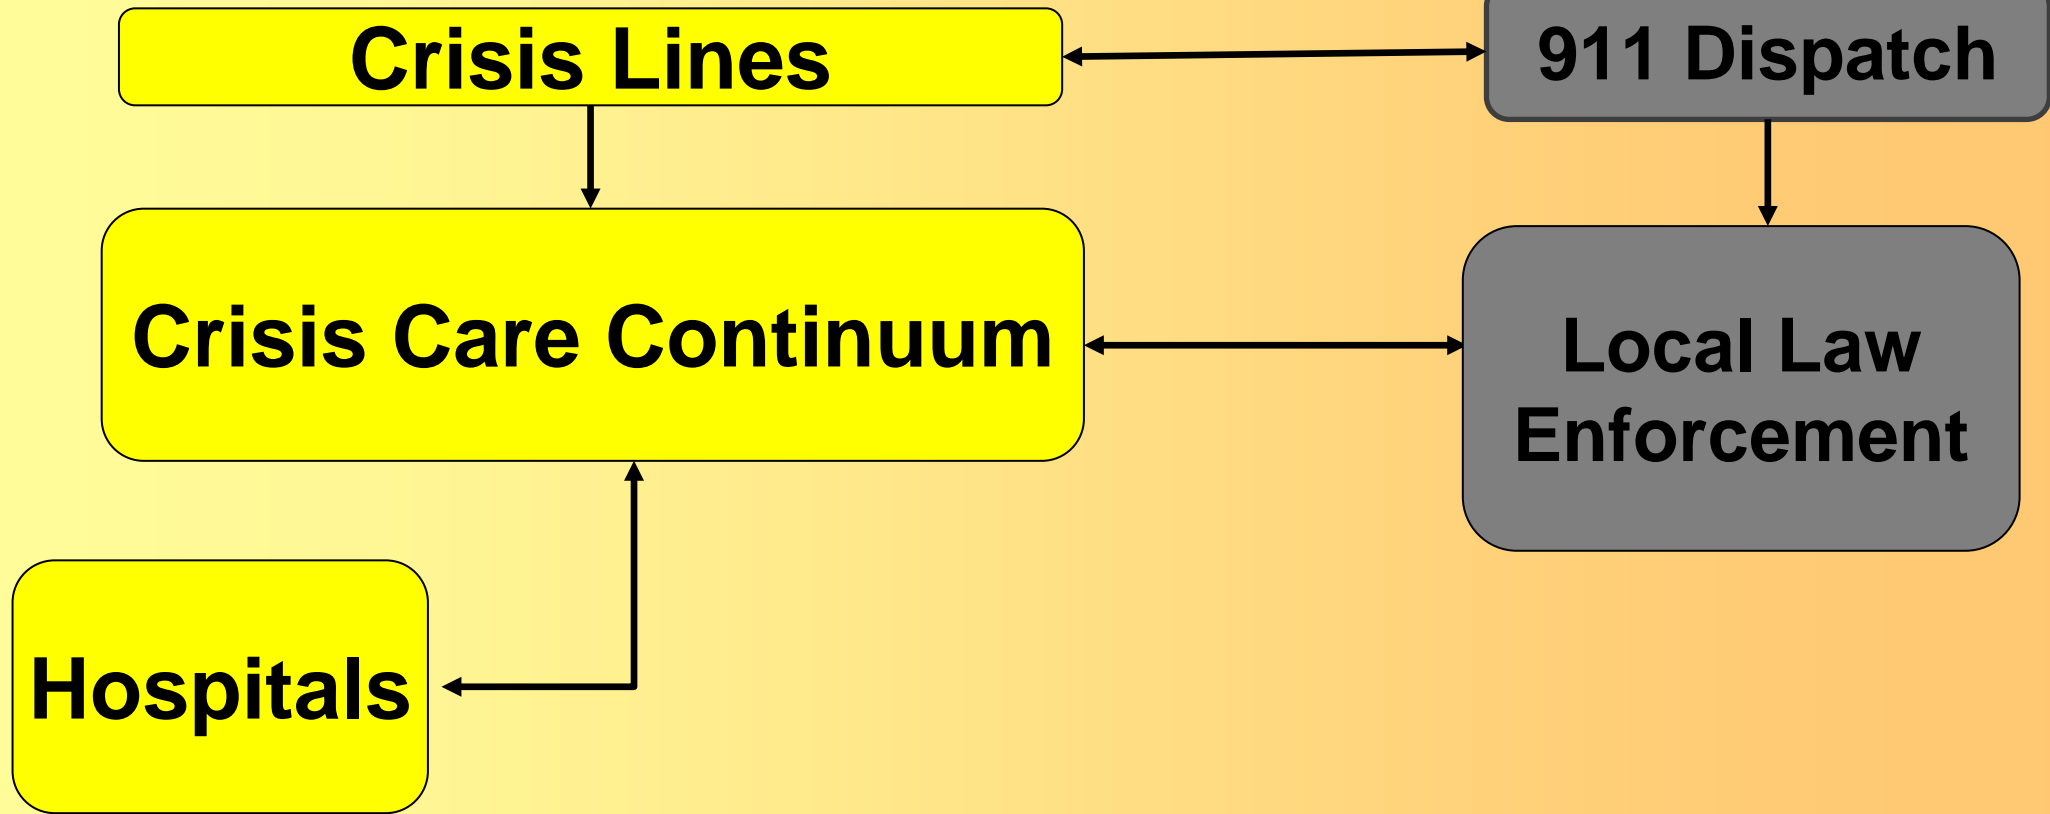 Crisis Lines
911 Dispatch
Crisis Care Continuum
Local Law
Enforcement
Hospitals